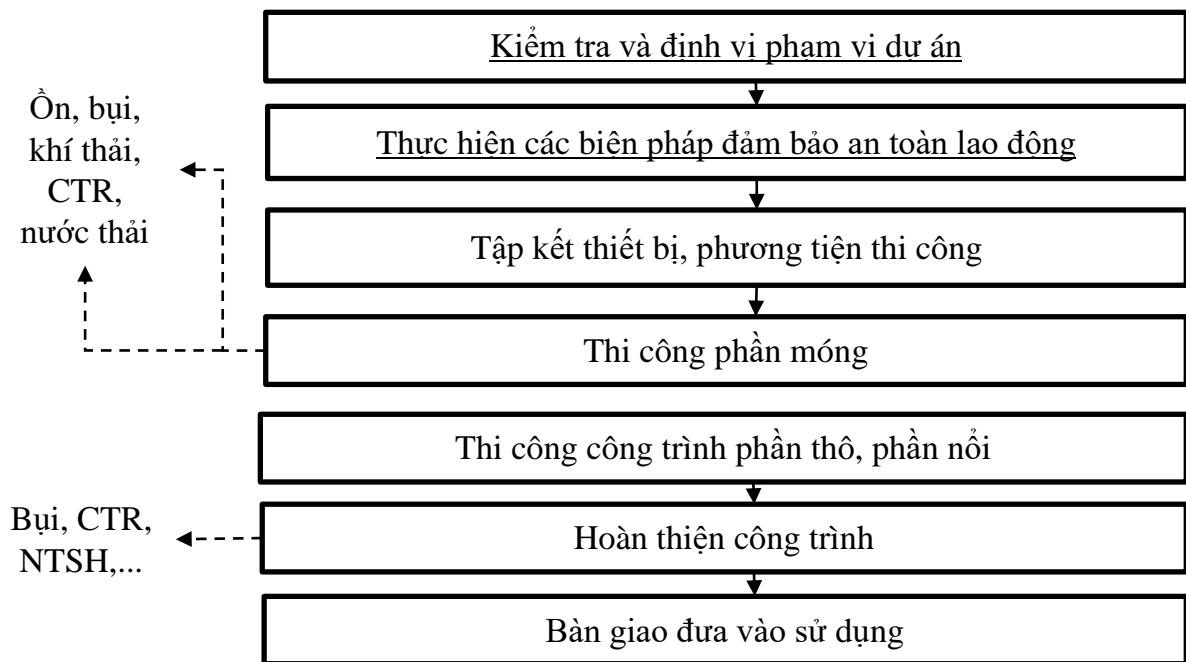 Kiểm tra và định vị phạm vi dự án
Thực hiện các biện pháp đảm bảo an toàn lao động
Tập kết thiết bị, phương tiện thi công
Thi công phần móng
Ồn, bụi,
khí thải,
CTR,
nước thải
Thi công công trình phần thô, phần nổi
Hoàn thiện công trình
Bàn giao đưa vào sử dụng
Bụi, CTR,
NTSH,...